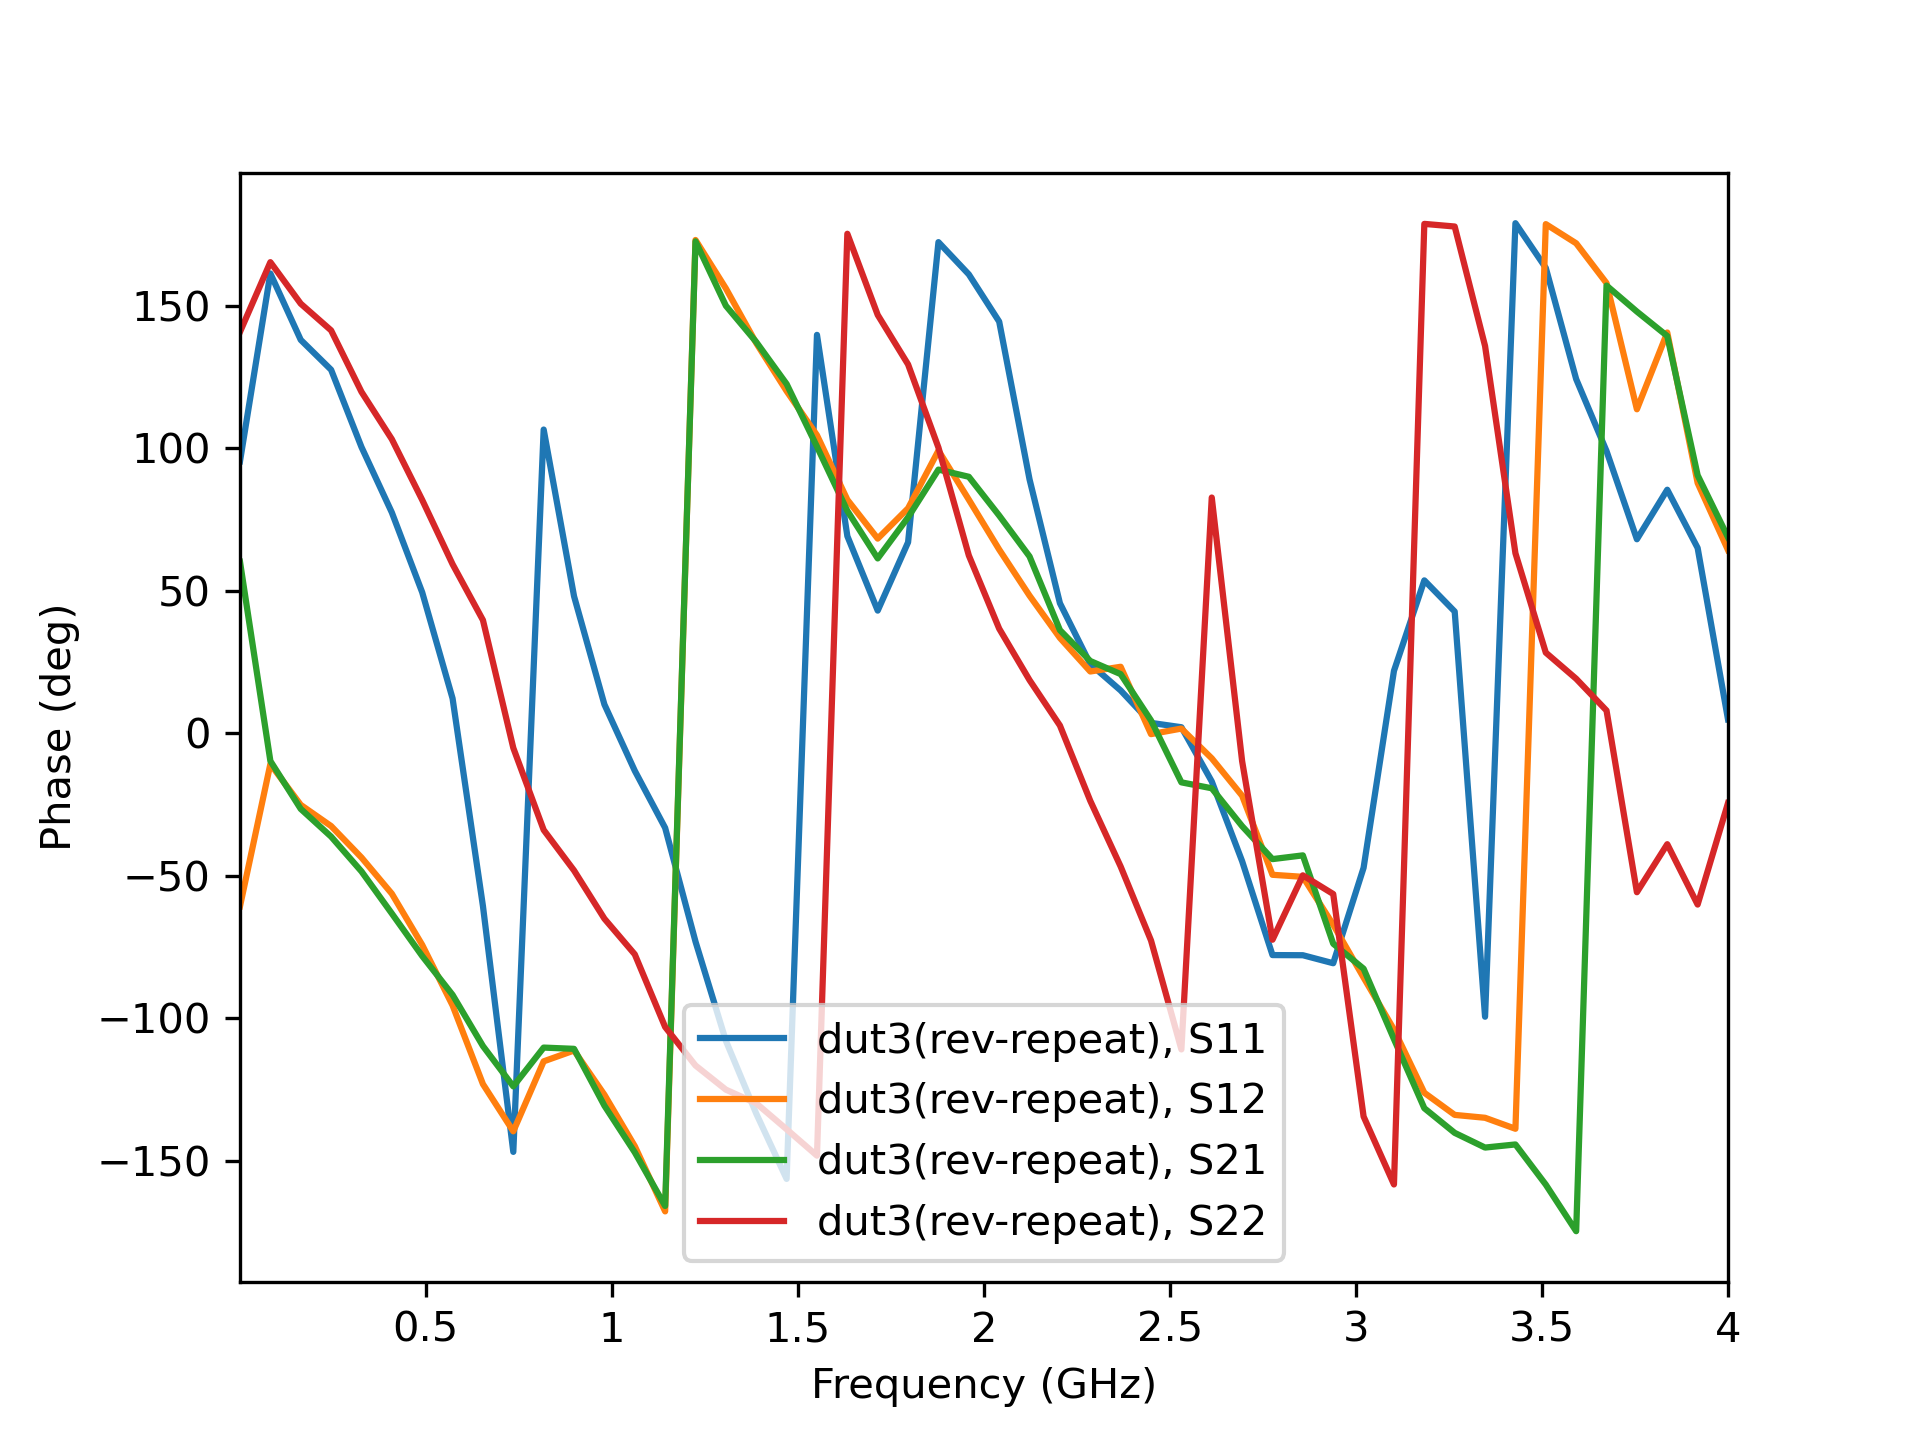 150
100
50
0
−50
−100
−150
Phase (deg)
dut3(rev-repeat), S11
dut3(rev-repeat), S12
dut3(rev-repeat), S21
dut3(rev-repeat), S22
0.5 1 1.5 2 2.5 3 3.5 4
Frequency (GHz)